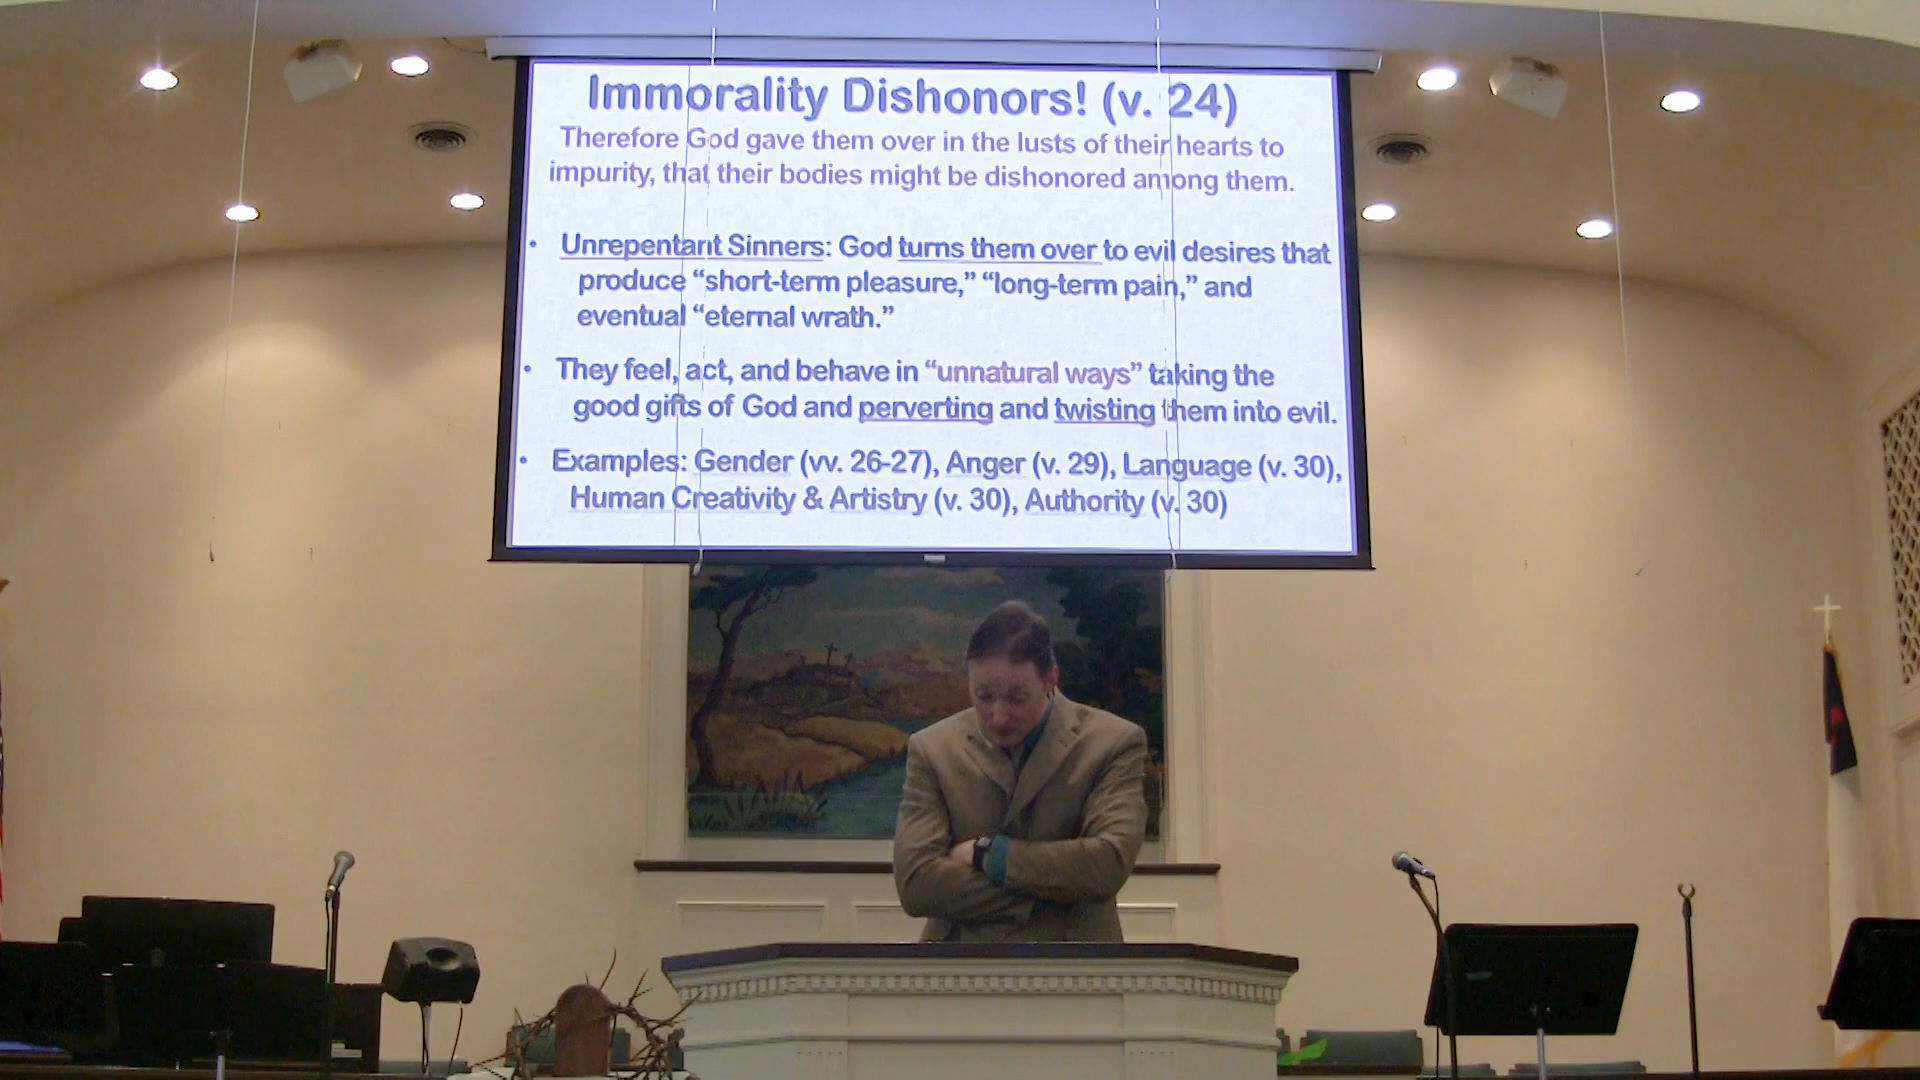 Immorality Dishonors! (v. 24)
Therefore God gave them over in the lusts of their hearts to
impurity, that their bodies might be dishonored among them.
• Unrepentant Sinners: God turns them over to evil desires that
produce “short-term pleasure,” “long-term pain,” and
eventual “eternal wrath.”
• They feel, act, and behave in “unnatural ways” taking the
good gifts of God and perverting and twisting them into evil.
• Examples: Gender (vv. 26-27), Anger (v. 29), Language (v. 30),
Human Creativity & Artistry (v. 30), Authority (v. 30)